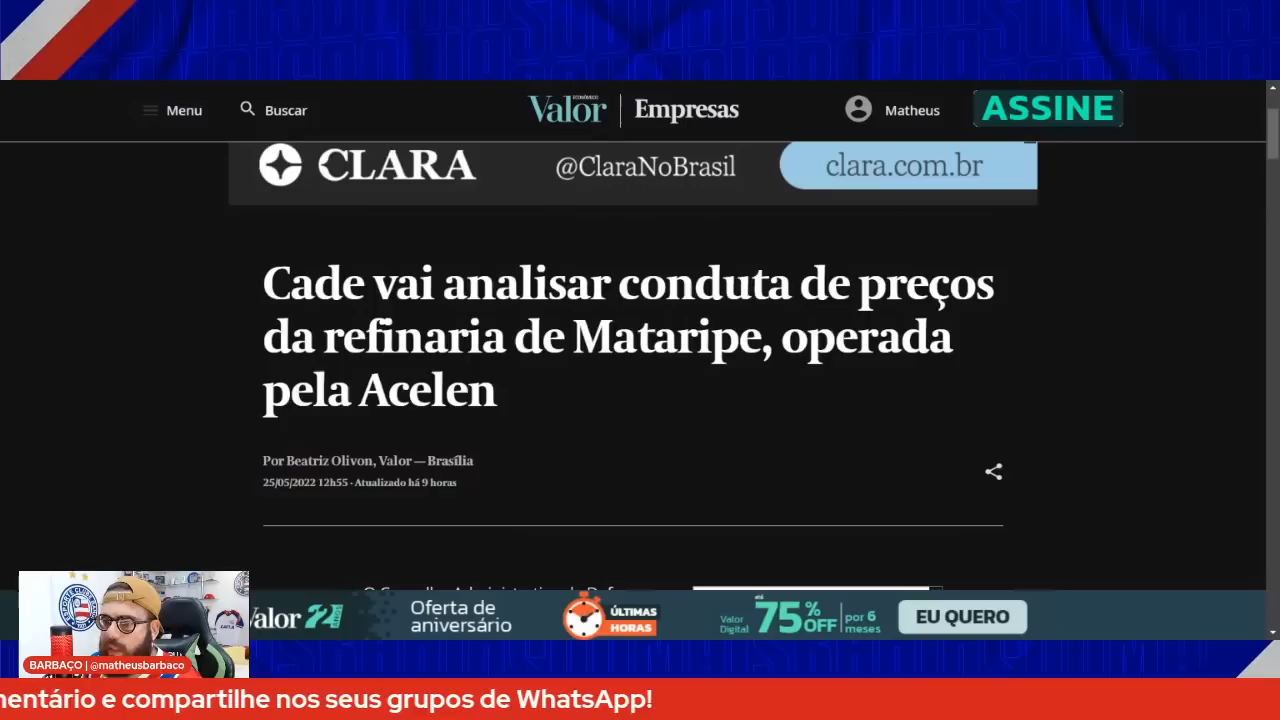 Menu
Buscar
Valor
ECONÔMICO
Empresas
Matheus
ASSINE
CLARA
@ClaraNoBrasil
clara.com.br
Cade vai analisar conduta de preços
da refinaria de Mataripe, operada
pela Acelen
Por Beatriz Olivon, Valor — Brasília
25/05/2022 12h55 · Atualizado há 9 horas
Valor
Oferta de
aniversário
ÚLTIMAS
HORAS
Valor
Digital
até
75% OFF
por 6
meses
EU QUERO
BARBAÇO | @matheusbarbaco
mentário e compartilhe nos seus grupos de WhatsApp!